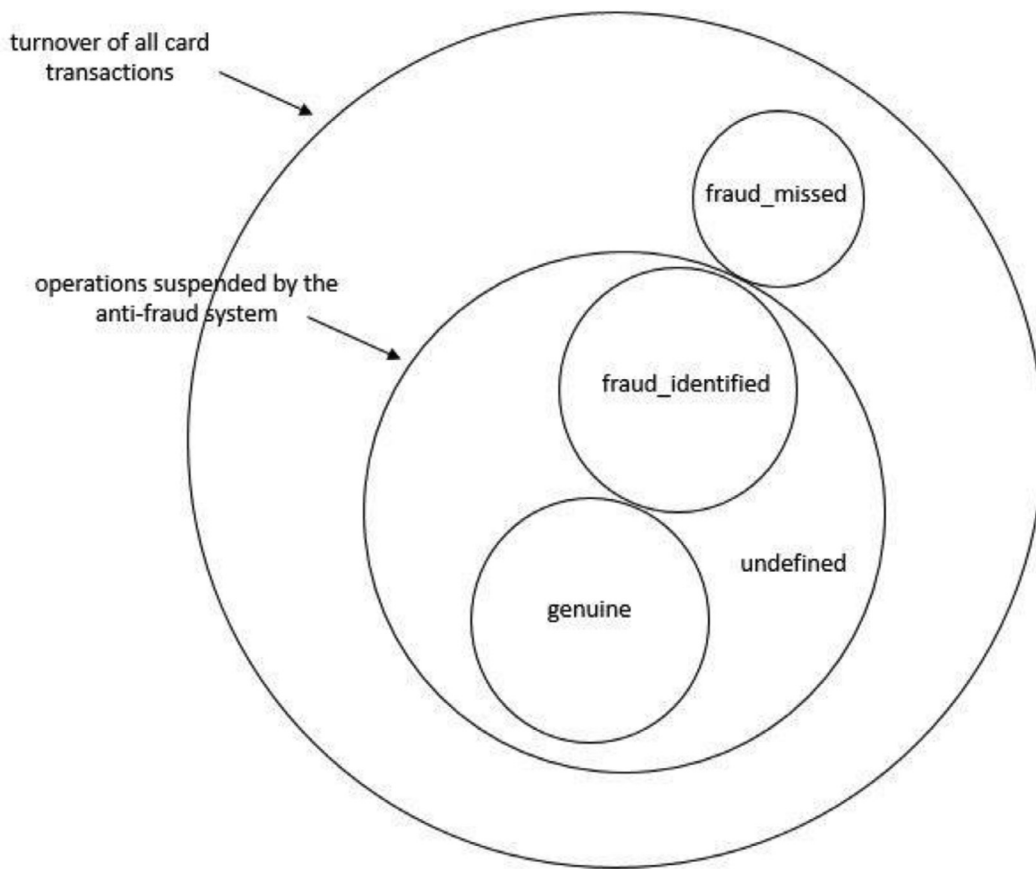 turnover of all card
transactions
fraud_missed
operations suspended by the
anti-fraud system
fraud_identified
undefined
genuine